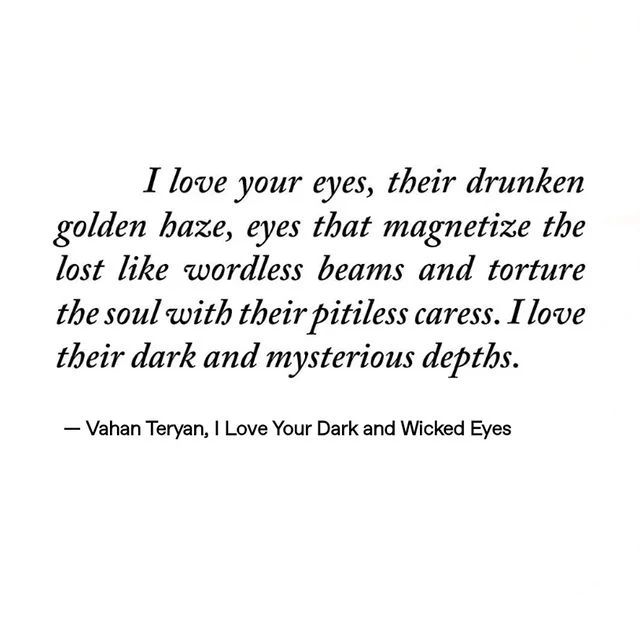 I love your eyes, their drunken
golden haze, eyes that magnetize the
lost like wordless beams and torture
the soul with their pitiless caress. I love
their dark and mysterious depths.
— Vahan Teryan, I Love Your Dark and Wicked Eyes